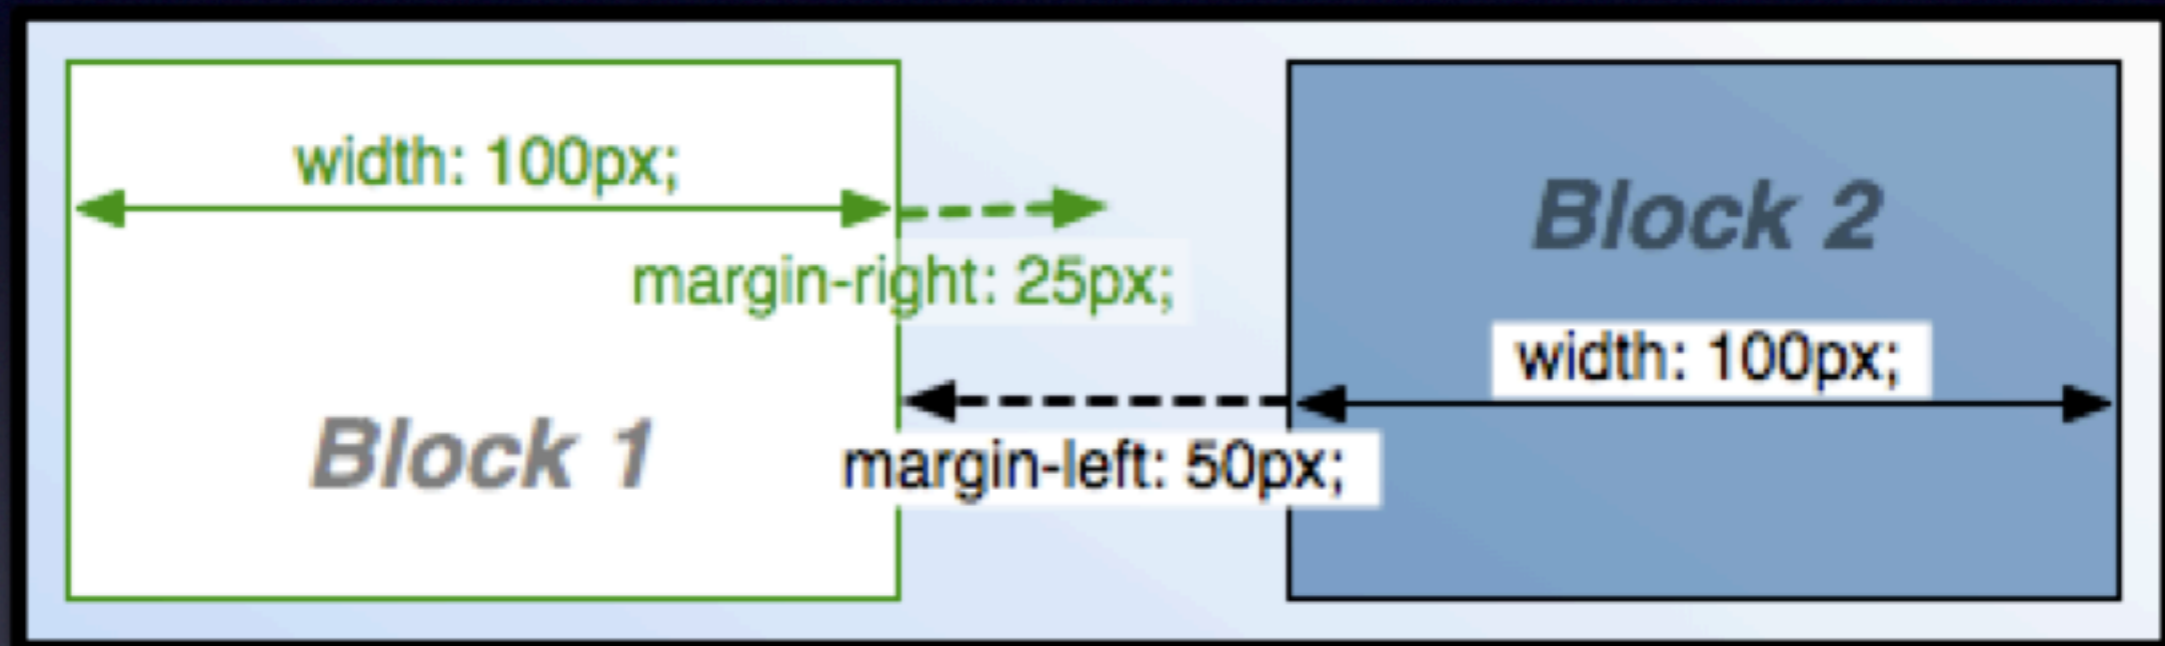 width: 100px;
margin-right: 25px;
Block 1
Block 2
width: 100px;
margin-left: 50px;